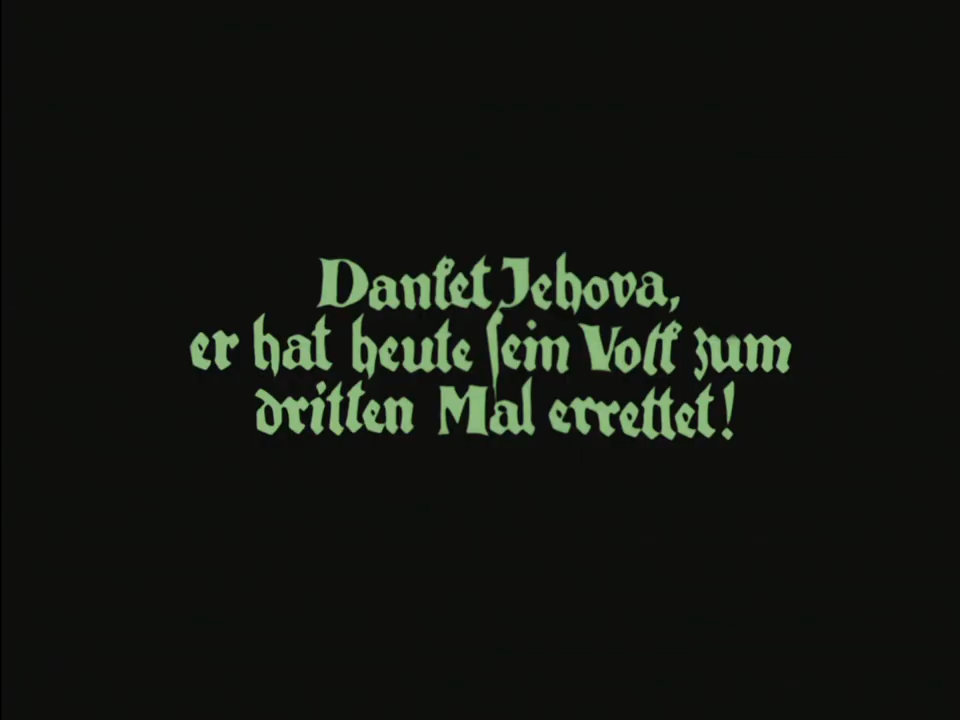 Danket Jehova,
er hat heute ſein Volk zum
dritten Mal errettet!